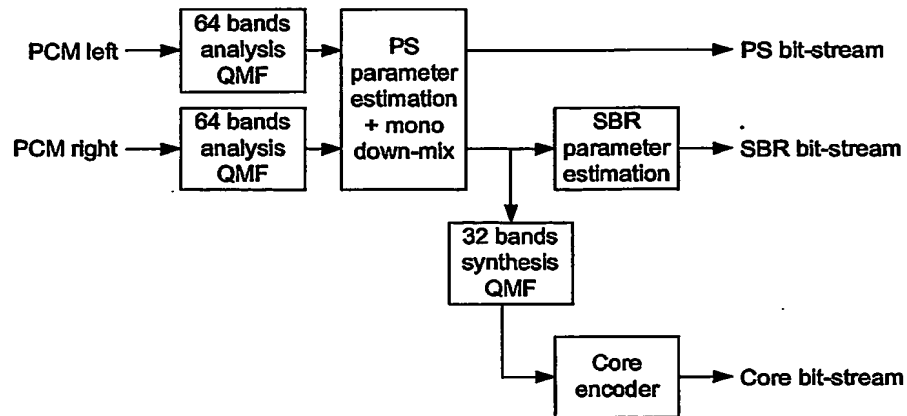 PCM left
64 bands
analysis
QMF
PS
parameter
estimation
+ mono
down-mix
PS bit-stream
PCM right
64 bands
analysis
QMF
SBR
parameter
estimation
SBR bit-stream
32 bands
synthesis
QMF
Core
encoder
Core bit-stream